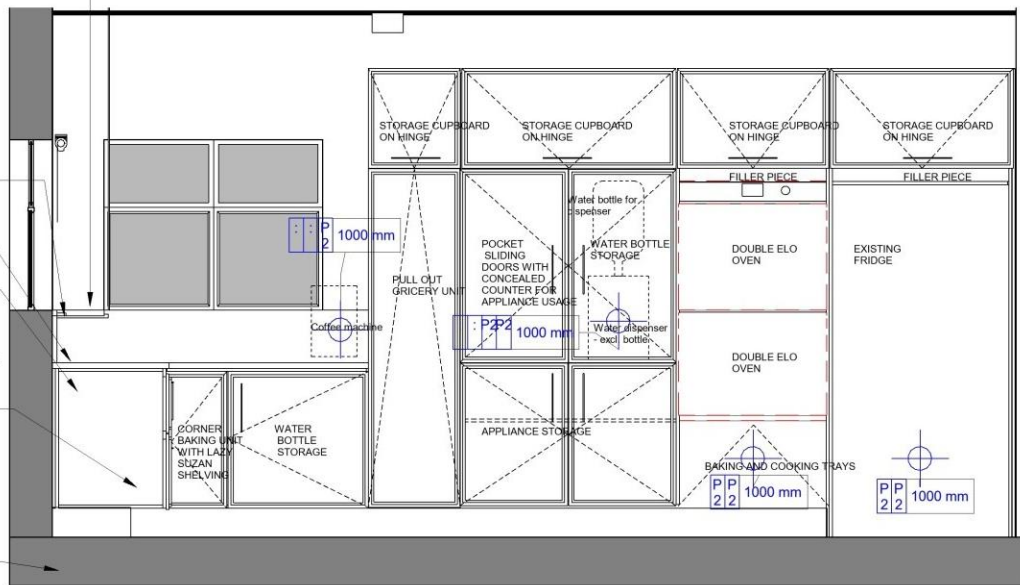 STORAGE CUPBOARD
ON HINGE
STORAGE CUPBOARD
ON HINGE
STORAGE CUPBOARD
ON HINGE
STORAGE CUPBOARD
ON HINGE
FILLER PIECE
FILLER PIECE
Water bottle for
dispenser
P
2
1000 mm
POCKET
SLIDING
DOORS WITH
CONCEALED
COUNTER FOR
APPLIANCE USAGE
WATER BOTTLE
STORAGE
DOUBLE ELO
OVEN
EXISTING
FRIDGE
PULL OUT
GRICERY UNIT
Coffee machine
P2
P2
1000 mm
Water dispenser
excl. bottle
DOUBLE ELO
OVEN
CORNER
BAKING UNIT
WITH LAZY
SUZAN
SHELVING
WATER
BOTTLE
STORAGE
APPLIANCE STORAGE
BAKING AND COOKING TRAYS
P P
2 2
1000 mm
P P
2 2
1000 mm